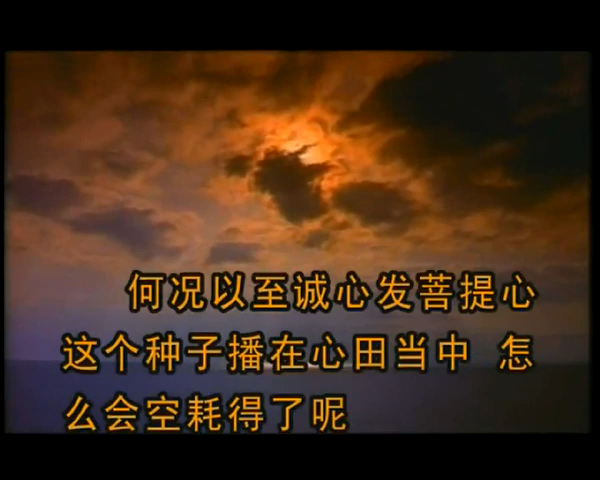 何况以至诚心发菩提心
这个种子播在心田当中 怎
么会空耗得了呢